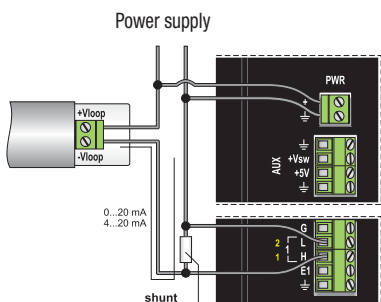 Power supply
PWR
+
+Vloop
-Vloop
AUX
+Vsw
+5V
0...20 mA
4...20 mA
G
2
L
1
1
H
E1
shunt